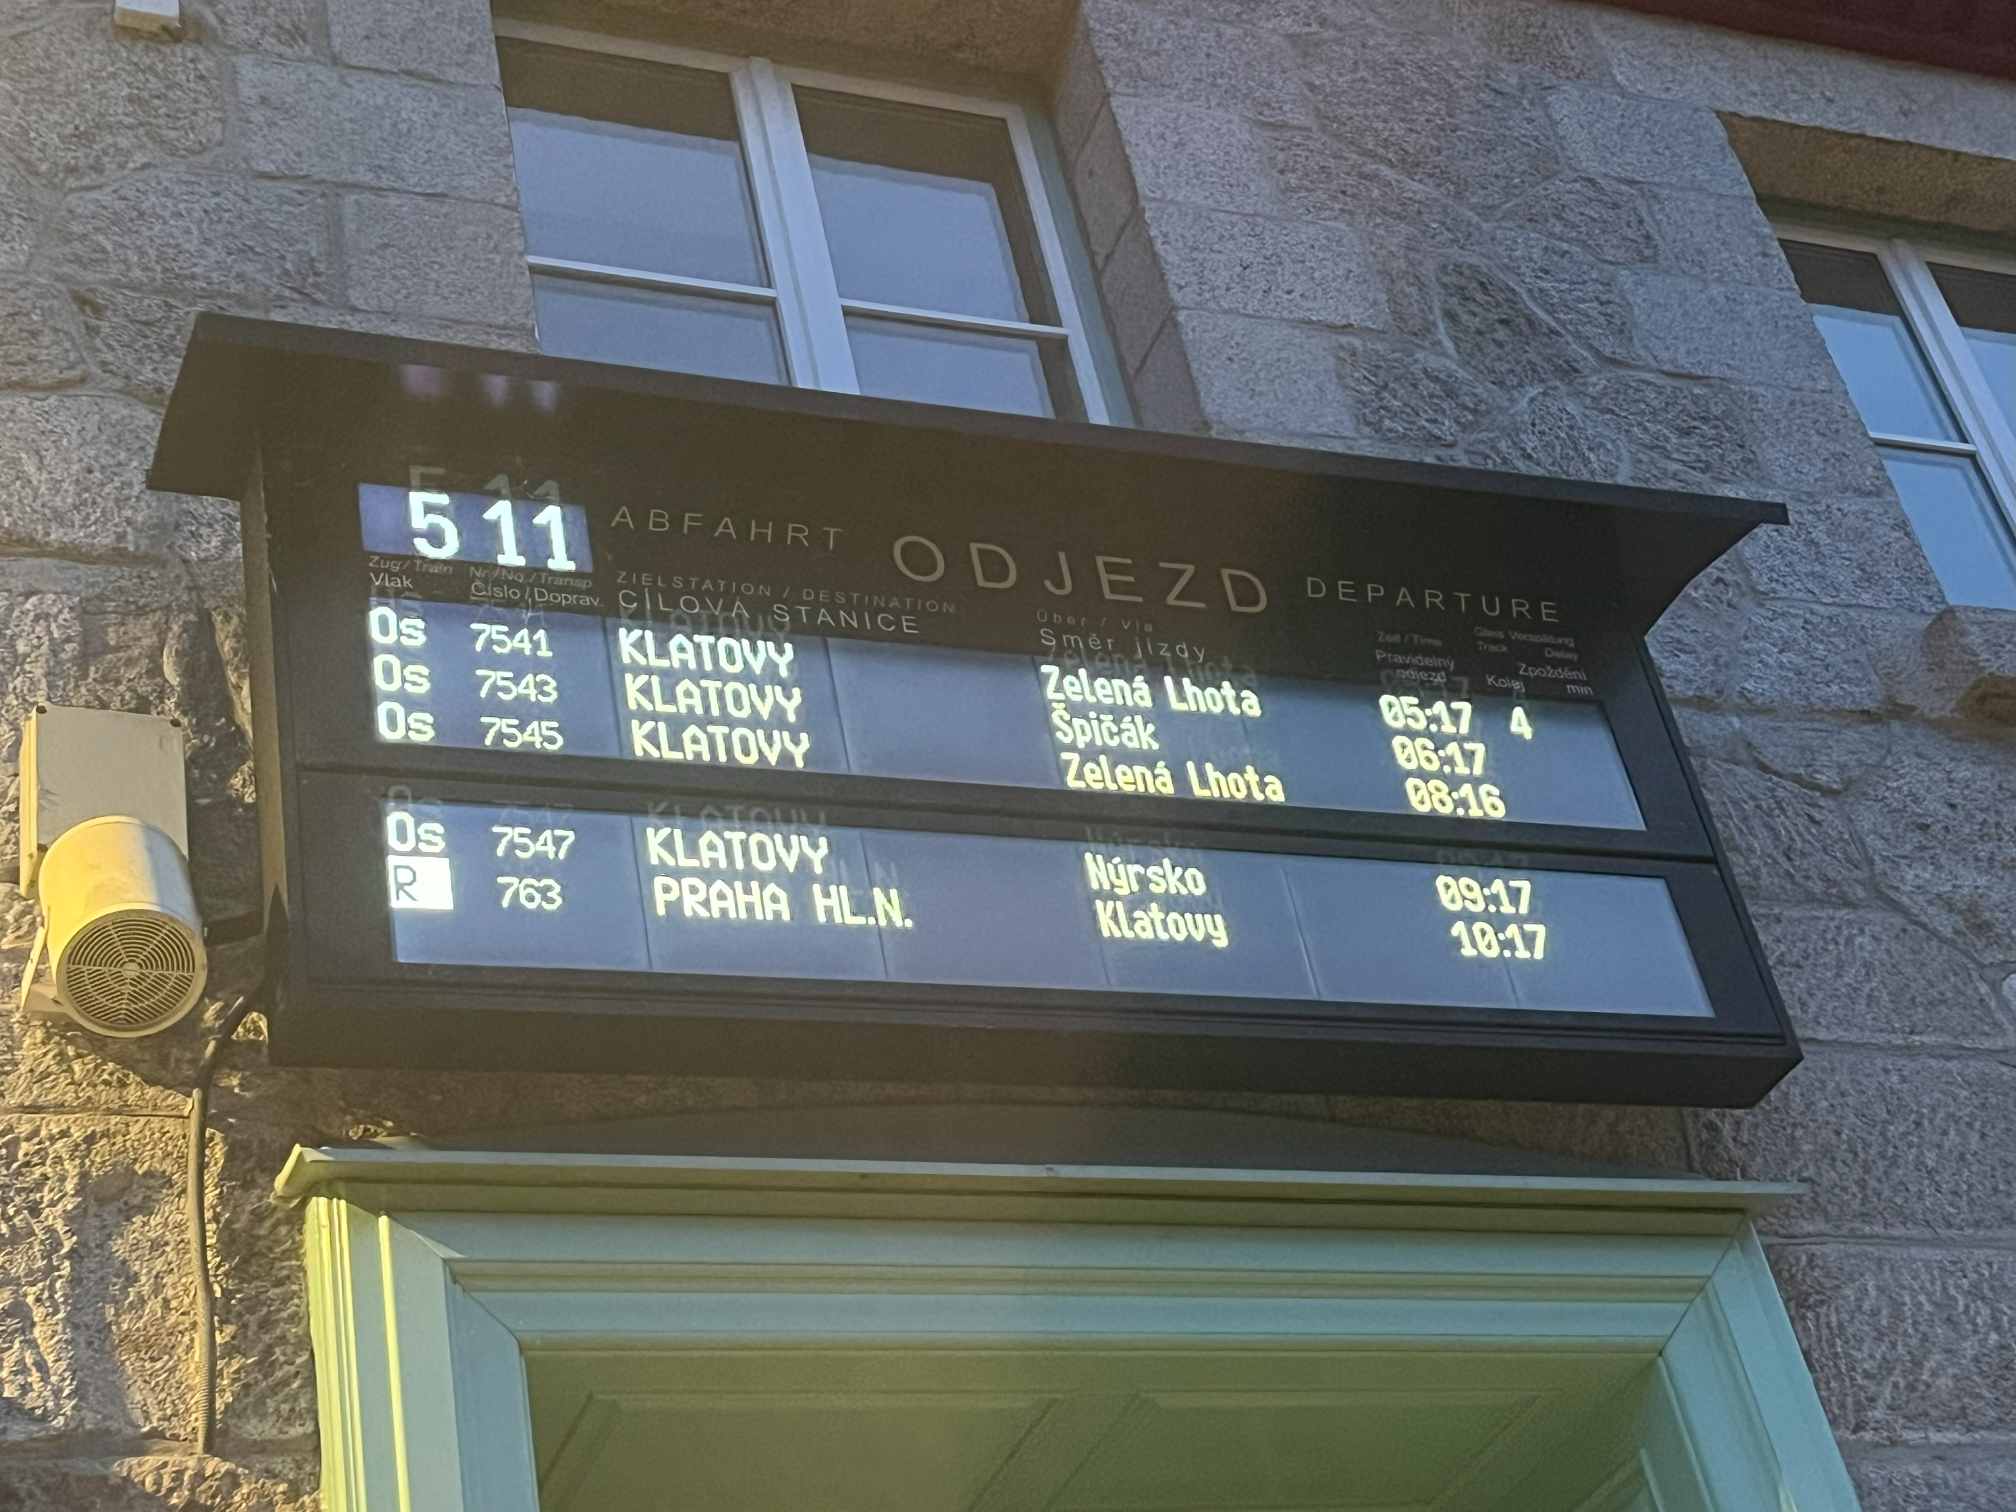 5 11 ABFAHRT ODJEZD DEPARTURE
Zug/Train Nr./No./Transp ZIELSTATION / DESTINATION Über / Via Zeit / Time Gleis Verspätung
Track Delay
Vlak Číslo/Doprav. CÍLOVÁ STANICE Směr jízdy Pravidelný odjezd Kolej Zpoždění min
Os 7541 KLATOVY Zelená Lhota 05:17 4
Os 7543 KLATOVY Špičák 06:17
Os 7545 KLATOVY Zelená Lhota 08:16
Os 7547 KLATOVY Nýrsko 09:17
R 763 PRAHA HL.N. Klatovy 10:17